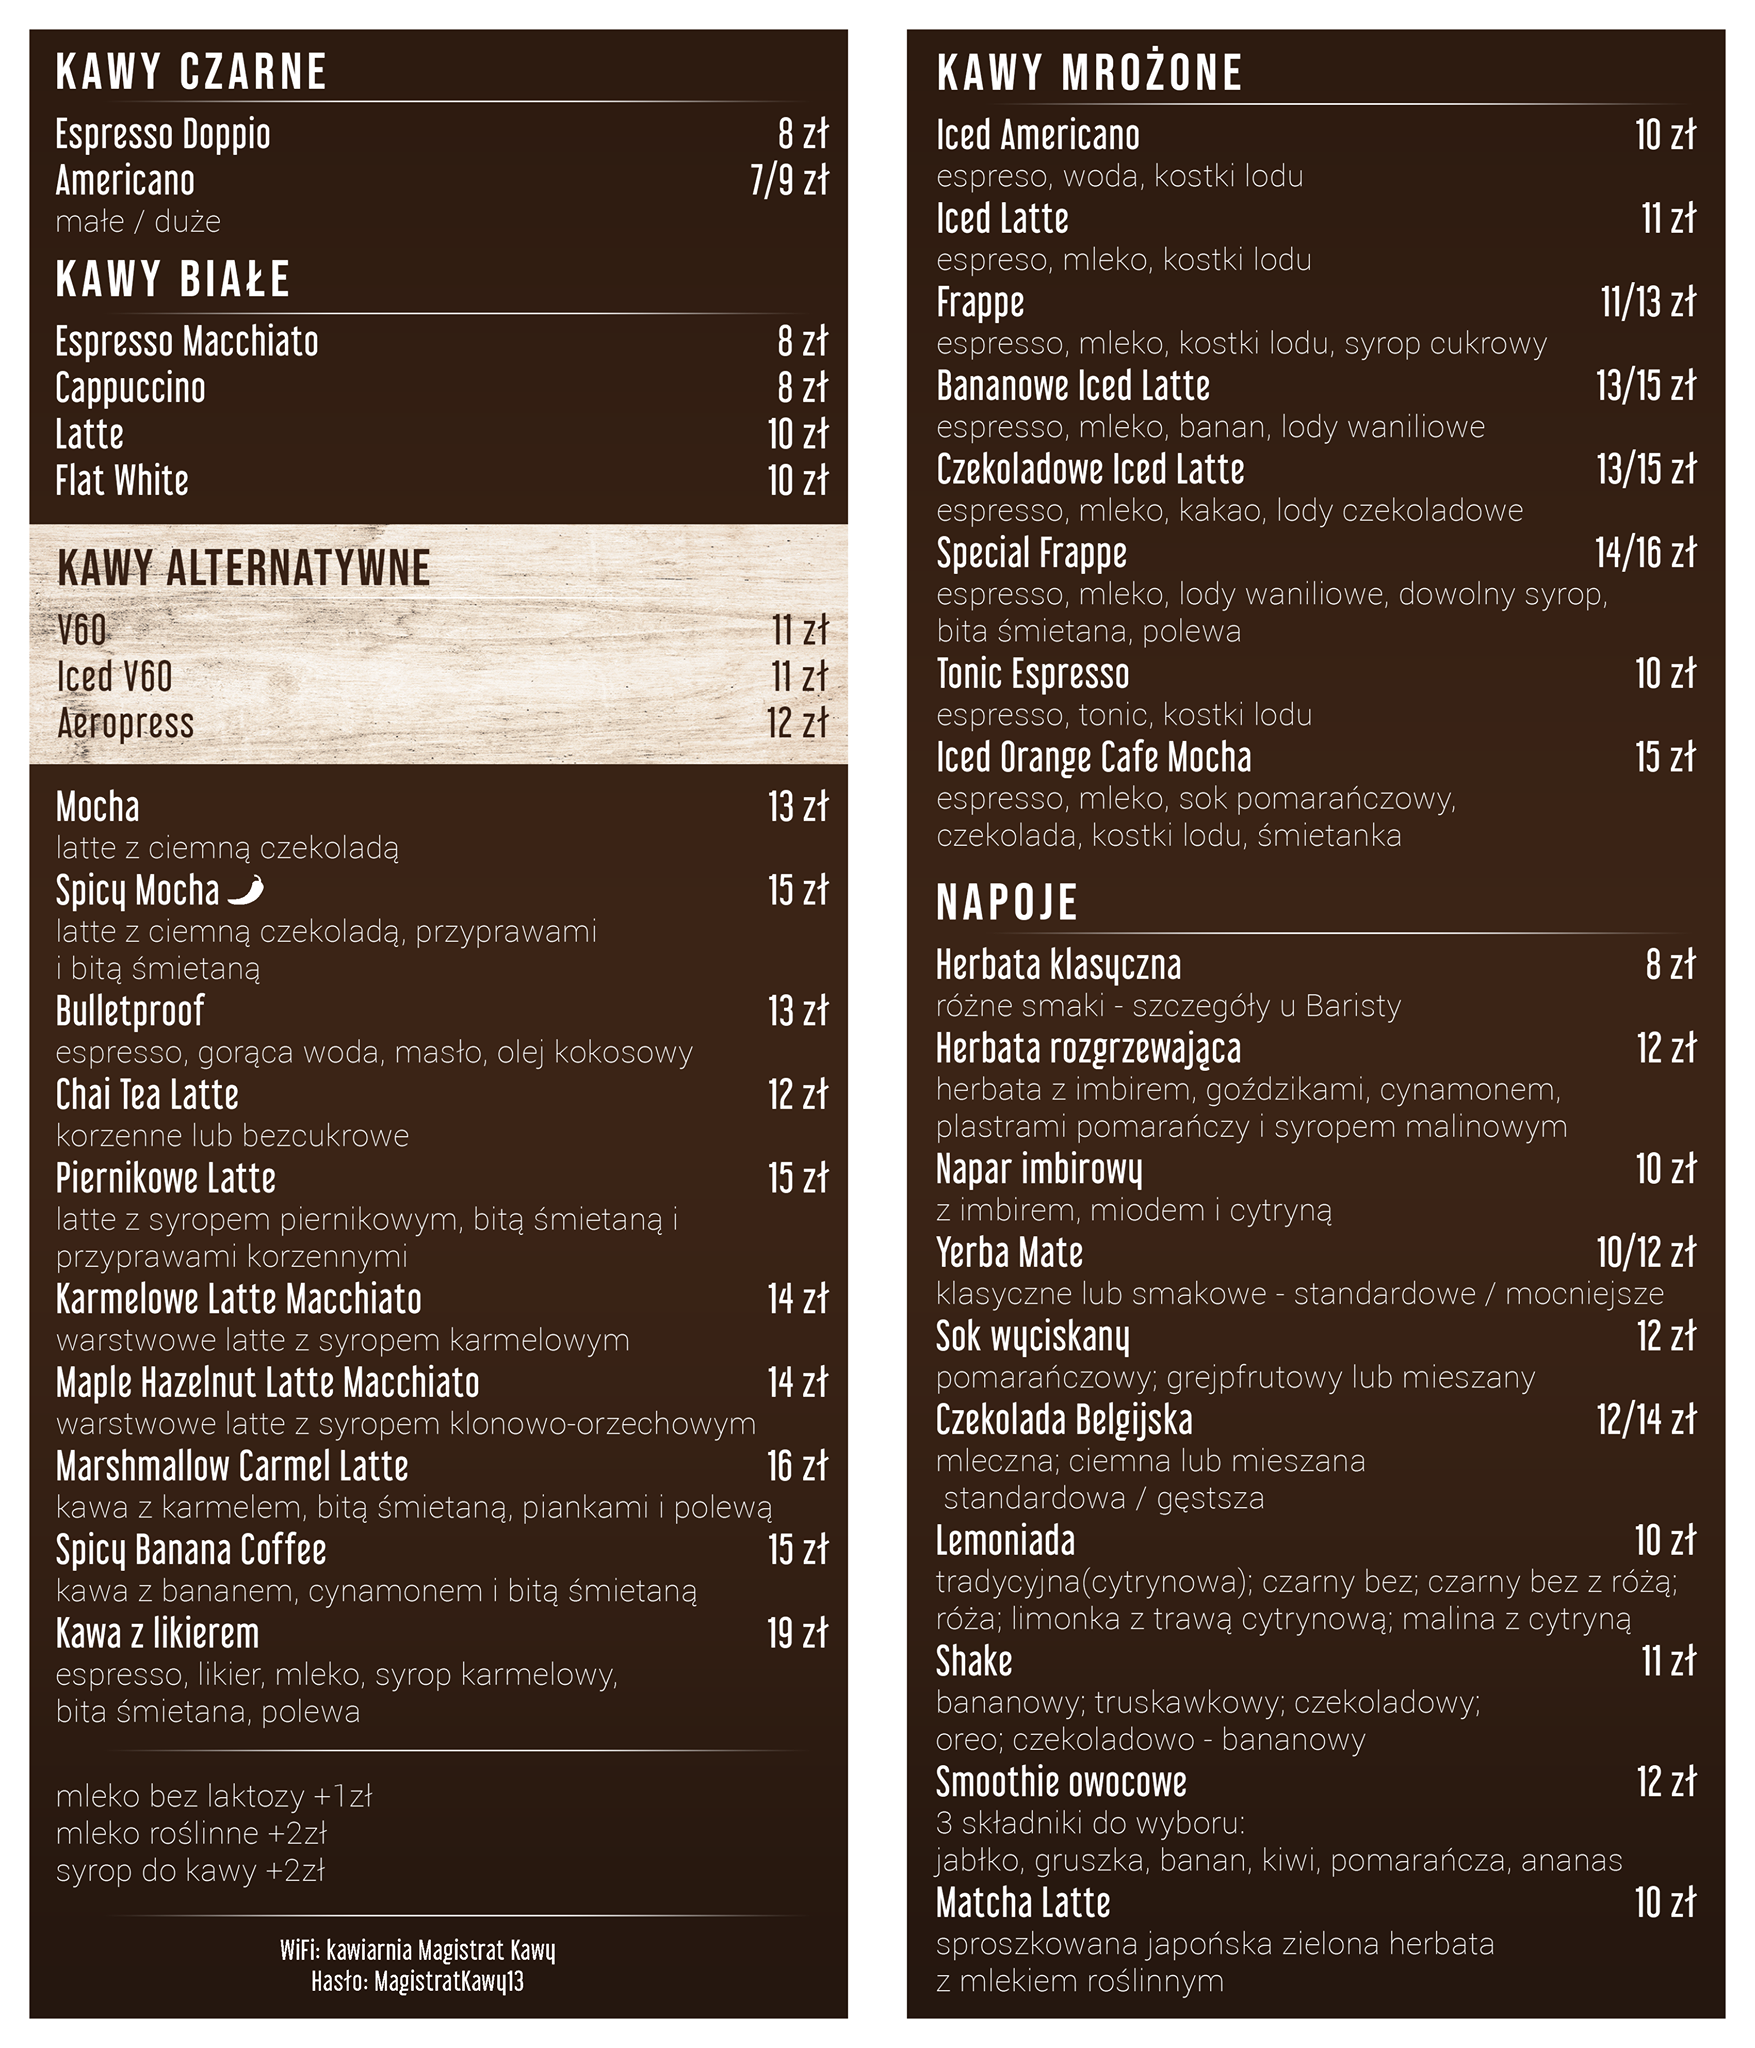 KAWY CZARNE
Espresso Doppio 8 zł
Americano 7/9 zł
małe / duże
KAWY BIAŁE
Espresso Macchiato 8 zł
Cappuccino 8 zł
Latte 10 zł
Flat White 10 zł
KAWY ALTERNATYWNE
V60 11 zł
Iced V60 11 zł
Aeropress 12 zł
Mocha 13 zł
latte z ciemną czekoladą
Spicy Mocha 15 zł
latte z ciemną czekoladą, przyprawami
i bitą śmietaną
Bulletproof 13 zł
espresso, gorąca woda, masło, olej kokosowy
Chai Tea Latte 12 zł
korzenne lub bezcukrowe
Piernikowe Latte 15 zł
latte z syropem piernikowym, bitą śmietaną i
przyprawami korzennymi
Karmelowe Latte Macchiato 14 zł
warstwowe latte z syropem karmelowym
Maple Hazelnut Latte Macchiato 14 zł
warstwowe latte z syropem klonowo-orzechowym
Marshmallow Carmel Latte 16 zł
kawa z karmelem, bitą śmietaną, piankami i polewą
Spicy Banana Coffee 15 zł
kawa z bananem, cynamonem i bitą śmietaną
Kawa z likierem 19 zł
espresso, likier, mleko, syrop karmelowy,
bita śmietana, polewa
mleko bez laktozy +1zł
mleko roślinne +2zł
syrop do kawy +2zł
WiFi: kawiarnia Magistrat Kawy
Hasło: MagistratKawy13
KAWY MROŻONE
Iced Americano 10 zł
espreso, woda, kostki lodu
Iced Latte 11 zł
espreso, mleko, kostki lodu
Frappe 11/13 zł
espresso, mleko, kostki lodu, syrop cukrowy
Bananowe Iced Latte 13/15 zł
espresso, mleko, banan, lody waniliowe
Czekoladowe Iced Latte 13/15 zł
espresso, mleko, kakao, lody czekoladowe
Special Frappe 14/16 zł
espresso, mleko, lody waniliowe, dowolny syrop,
bita śmietana, polewa
Tonic Espresso 10 zł
espresso, tonic, kostki lodu
Iced Orange Cafe Mocha 15 zł
espresso, mleko, sok pomarańczowy,
czekolada, kostki lodu, śmietanka
NAPOJE
Herbata klasyczna 8 zł
różne smaki - szczegóły u Baristy
Herbata rozgrzewająca 12 zł
herbata z imbirem, goździkami, cynamonem,
plastrami pomarańczy i syropem malinowym
Napar imbirowy 10 zł
z imbirem, miodem i cytryną
Yerba Mate 10/12 zł
klasyczne lub smakowe - standardowe / mocniejsze
Sok wyciskany 12 zł
pomarańczowy; grejpfrutowy lub mieszany
Czekolada Belgijska 12/14 zł
mleczna; ciemna lub mieszana
standardowa / gęstsza
Lemoniada 10 zł
tradycyjna(cytrynowa); czarny bez; czarny bez z różą;
róża; limonka z trawą cytrynową; malina z cytryną
Shake 11 zł
bananowy; truskawkowy; czekoladowy;
oreo; czekoladowo - bananowy
Smoothie owocowe 12 zł
3 składniki do wyboru:
jabłko, gruszka, banan, kiwi, pomarańcza, ananas
Matcha Latte 10 zł
sproszkowana japońska zielona herbata
z mlekiem roślinnym